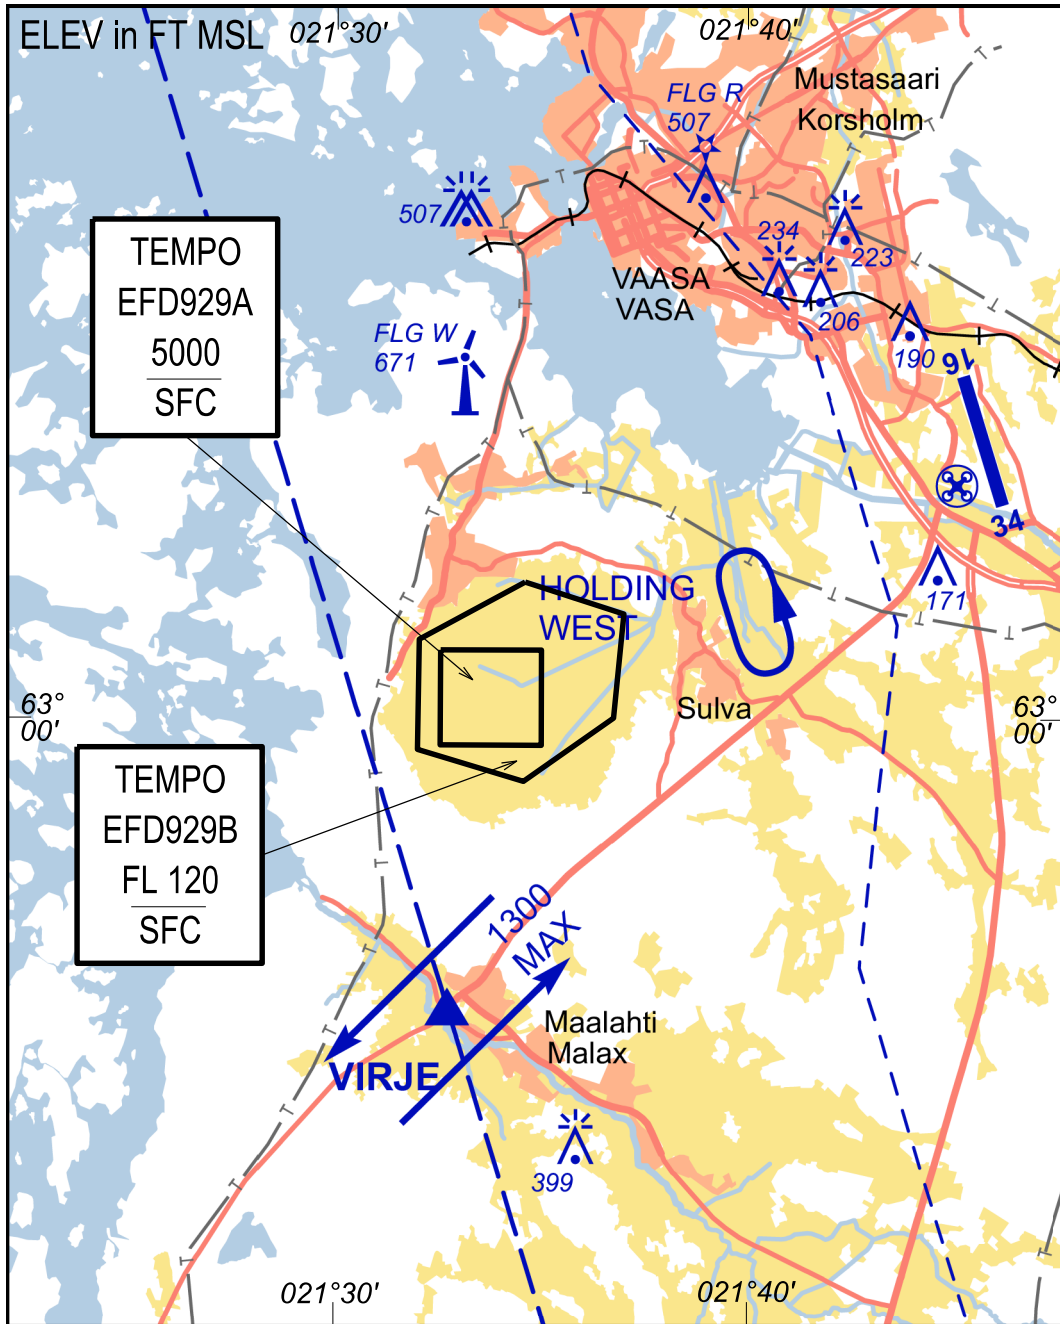 ELEV in FT MSL
021°30'
021°40'
Mustasaari
Korsholm
FLG R
507
507
TEMPO
EFD929A
5000
SFC
234
223
VAASA
VASA
206
FLG W
671
190
16
34
171
HOLDING
WEST
63°
00'
Sulva
63°
00'
TEMPO
EFD929B
FL 120
SFC
1300
MAX
Maalahti
Malax
VIRJE
399
021°30'
021°40'